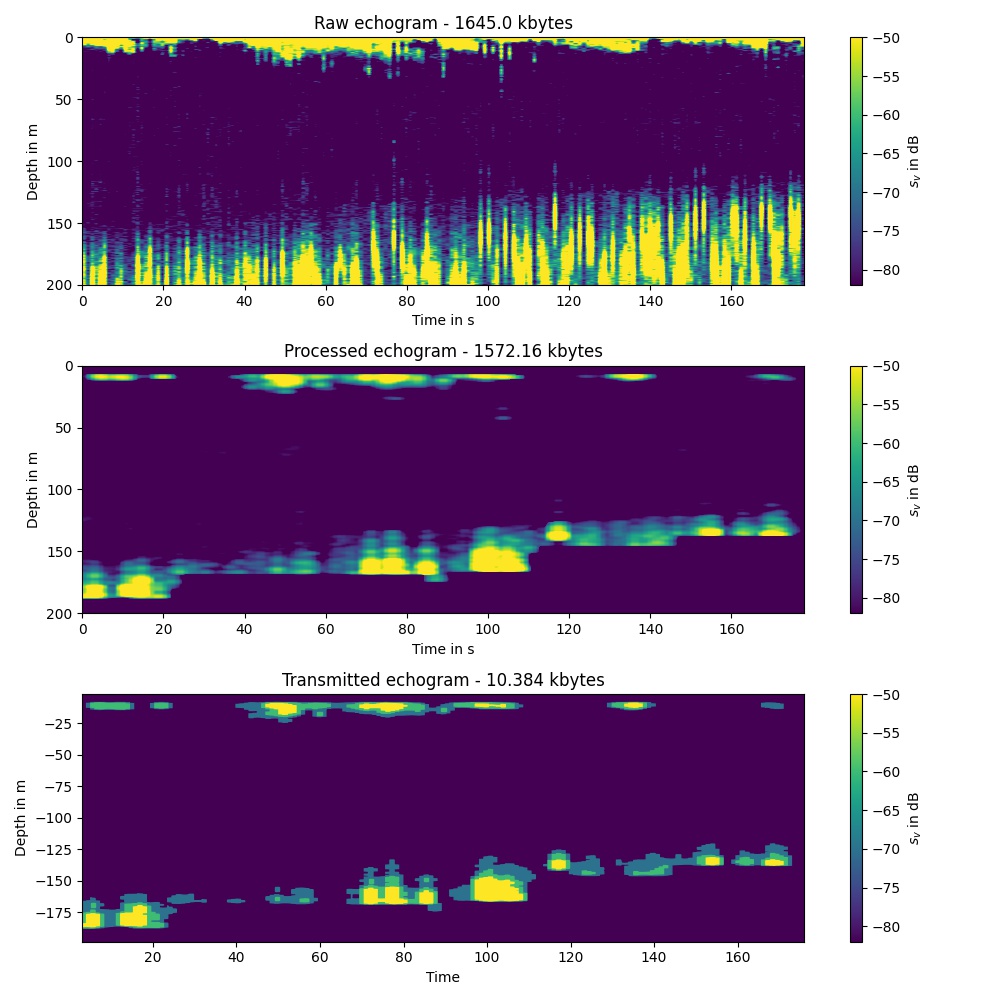 Raw echogram - 1645.0 kbytes
0
50
100
150
200
Depth in m
0 20 40 60 80 100 120 140 160
Time in s
−50
−55
−60
−65
−70
−75
−80
sv in dB
Processed echogram - 1572.16 kbytes
0
50
100
150
200
Depth in m
0 20 40 60 80 100 120 140 160
Time in s
−50
−55
−60
−65
−70
−75
−80
sv in dB
Transmitted echogram - 10.384 kbytes
−25
−50
−75
−100
−125
−150
−175
Depth in m
20 40 60 80 100 120 140 160
Time
−50
−55
−60
−65
−70
−75
−80
sv in dB